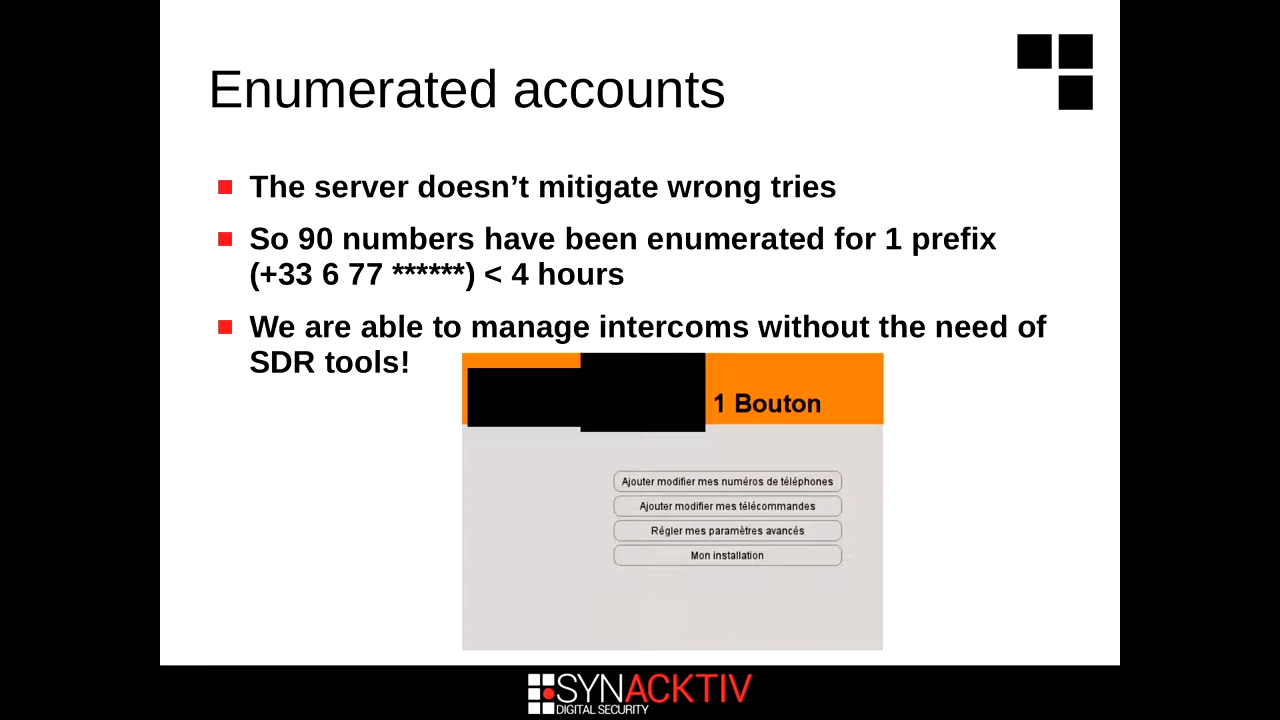 Enumerated accounts
The server doesn’t mitigate wrong tries
So 90 numbers have been enumerated for 1 prefix
(+33 6 77 ******) < 4 hours
We are able to manage intercoms without the need of
SDR tools!
1 Bouton
Ajouter modifier mes numéros de téléphones
Ajouter modifier mes télécommandes
Régler mes paramètres avancés
Mon installation
SYNACKTIV
DIGITAL SECURITY